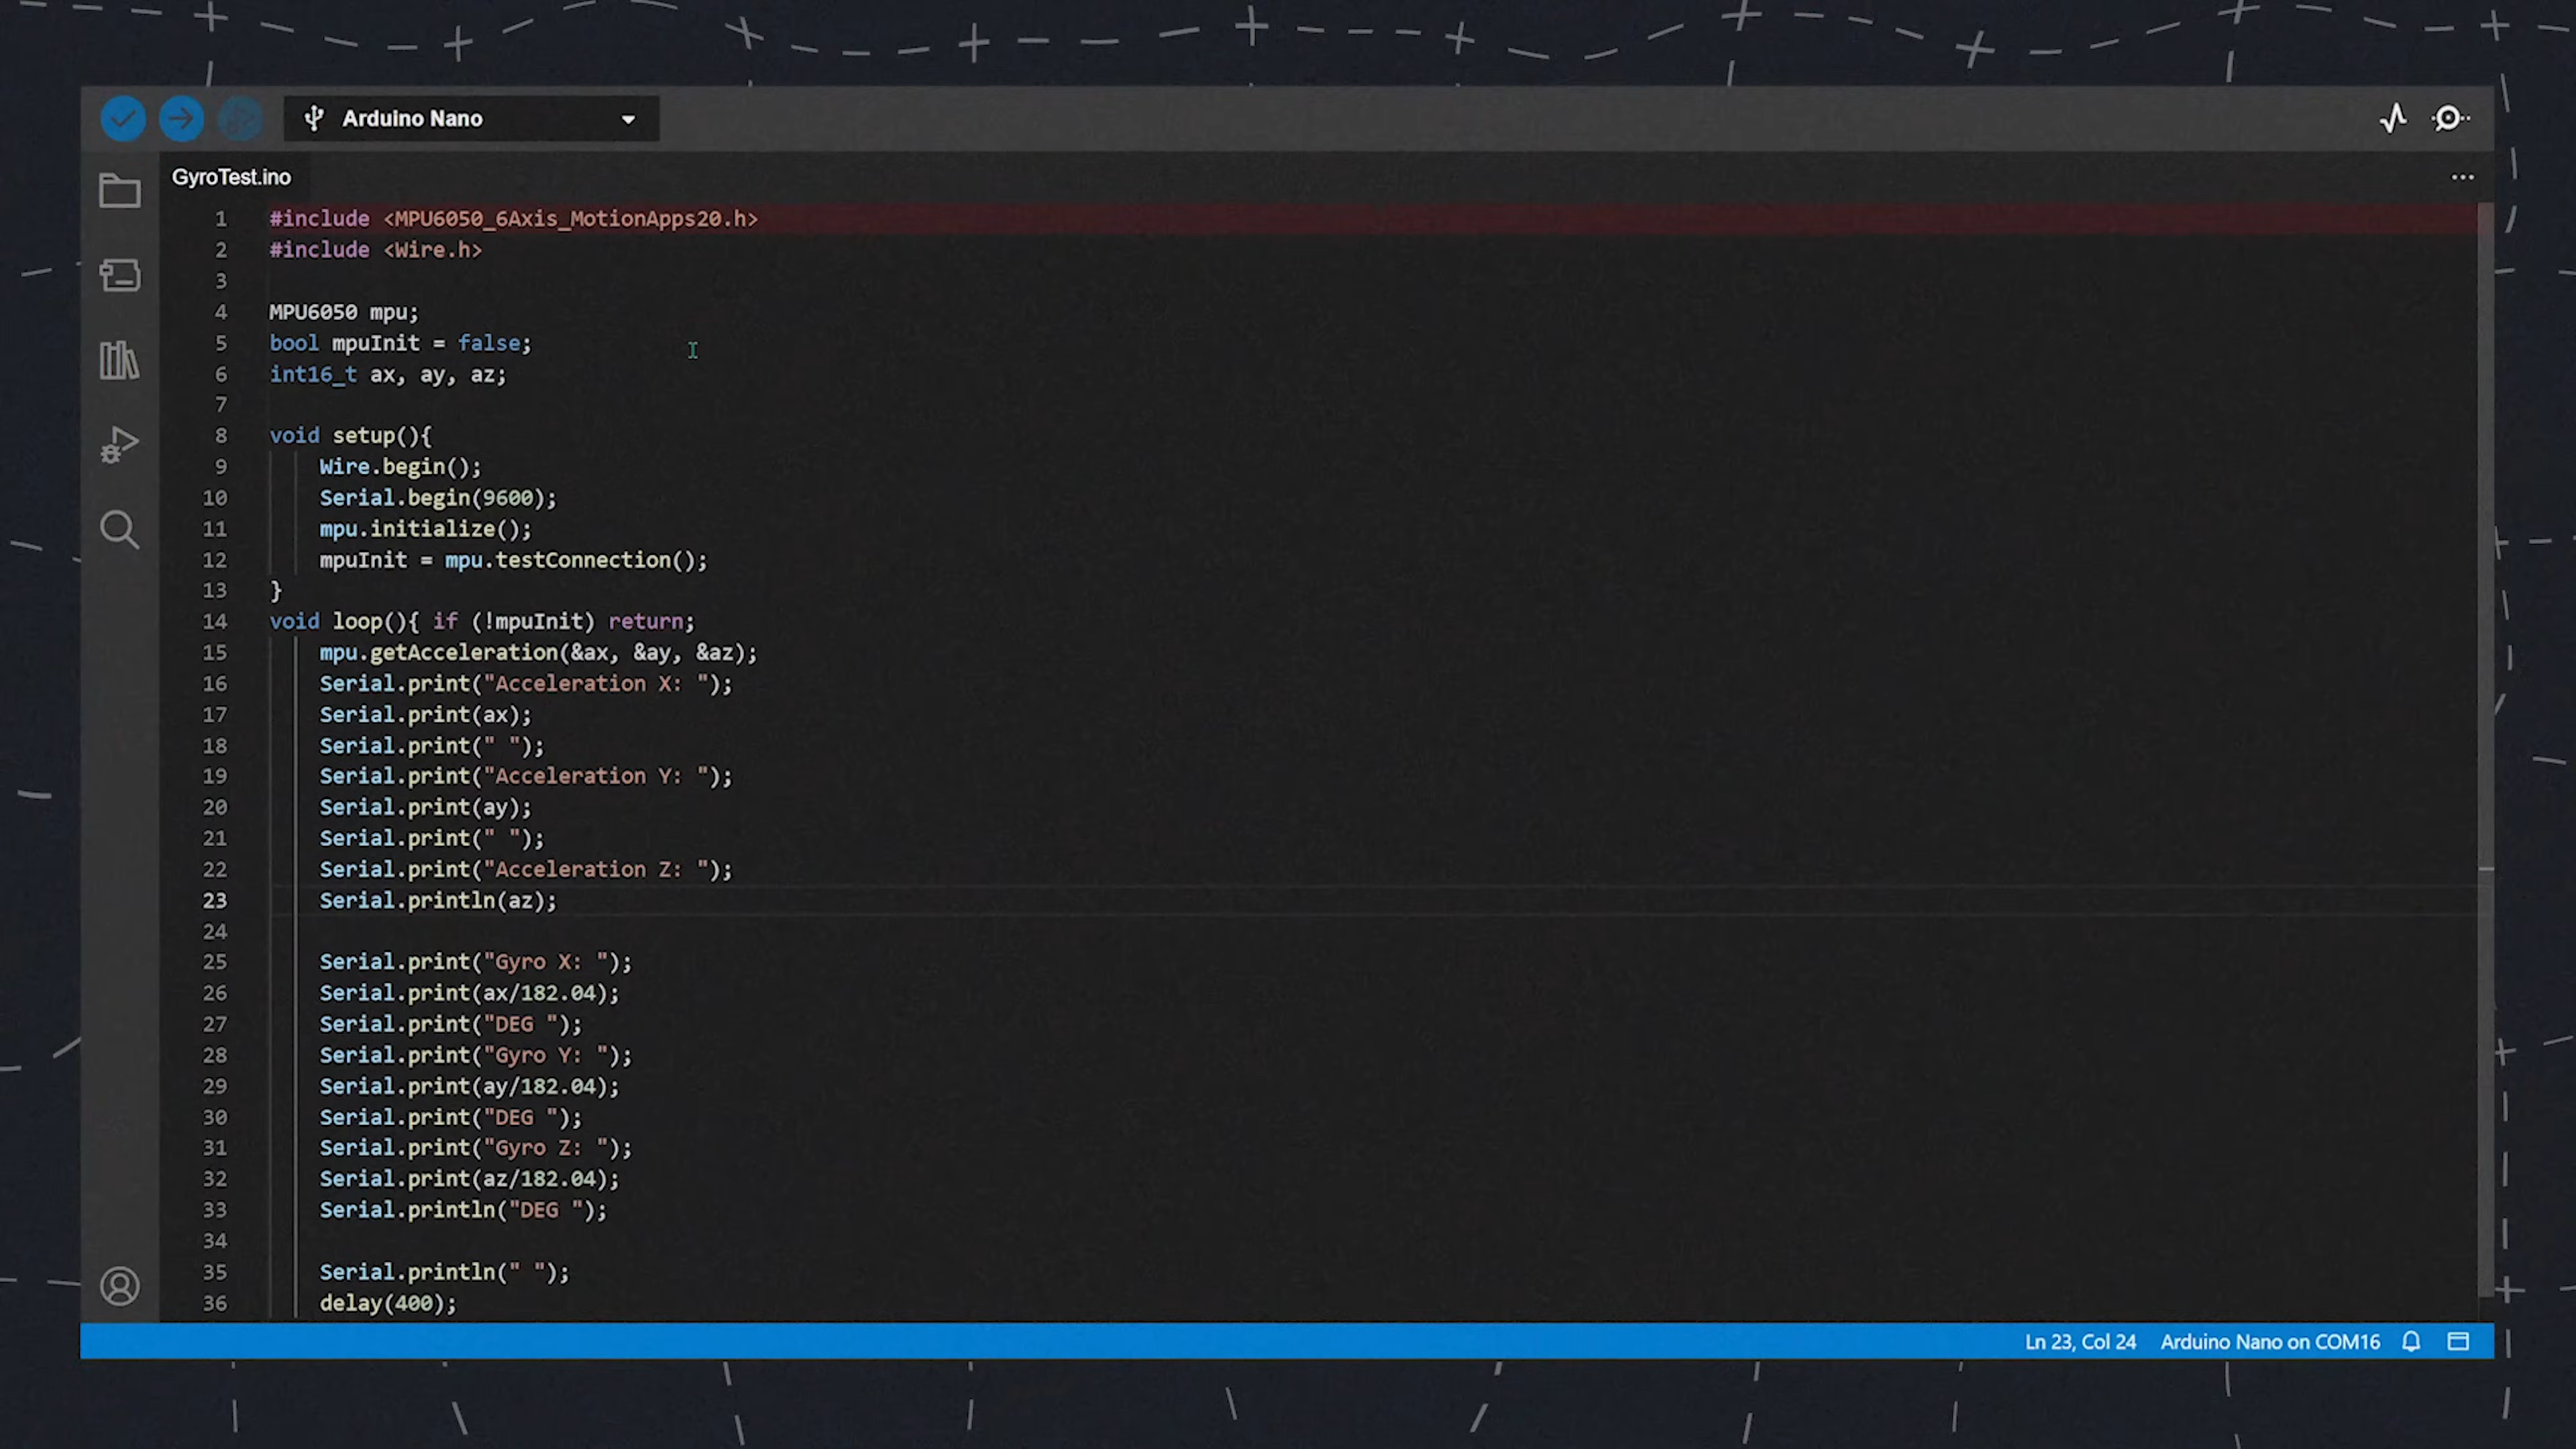 Arduino Nano
GyroTest.ino
1 #include <MPU6050_6Axis_MotionApps20.h>
2 #include <Wire.h>
3
4 MPU6050 mpu;
5 bool mpuInit = false;
6 int16_t ax, ay, az;
7
8 void setup(){
9 Wire.begin();
10 Serial.begin(9600);
11 mpu.initialize();
12 mpuInit = mpu.testConnection();
13 }
14 void loop(){ if (!mpuInit) return;
15 mpu.getAcceleration(&ax, &ay, &az);
16 Serial.print("Acceleration X: ");
17 Serial.print(ax);
18 Serial.print(" ");
19 Serial.print("Acceleration Y: ");
20 Serial.print(ay);
21 Serial.print(" ");
22 Serial.print("Acceleration Z: ");
23 Serial.println(az);
24
25 Serial.print("Gyro X: ");
26 Serial.print(ax/182.04);
27 Serial.print("DEG ");
28 Serial.print("Gyro Y: ");
29 Serial.print(ay/182.04);
30 Serial.print("DEG ");
31 Serial.print("Gyro Z: ");
32 Serial.print(az/182.04);
33 Serial.println("DEG ");
34
35 Serial.println(" ");
36 delay(400);
Ln 23, Col 24 Arduino Nano on COM16